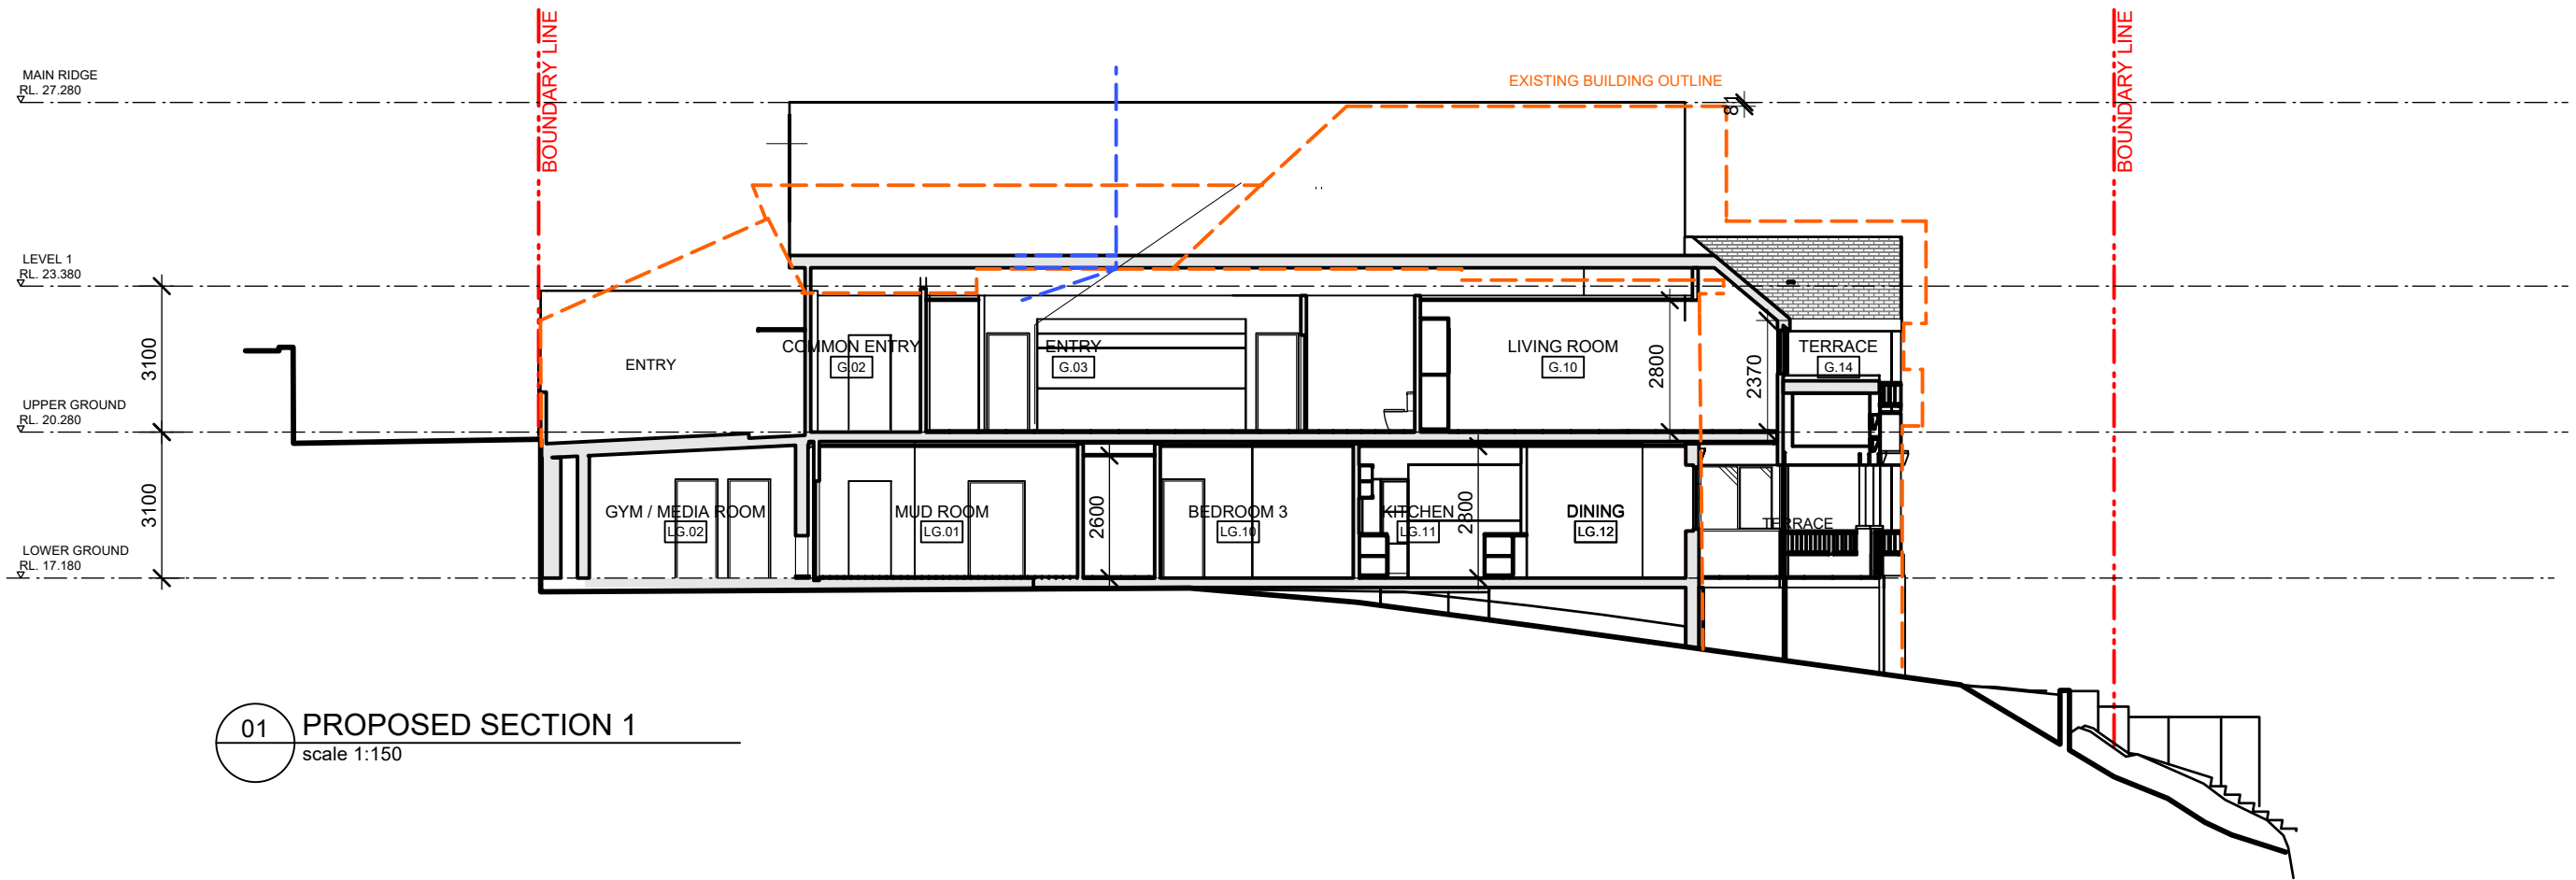 BOUNDARY LINE
BOUNDARY LINE
MAIN RIDGE
RL. 27.280
EXISTING BUILDING OUTLINE
81
LEVEL 1
RL. 23.380
3100
ENTRY
COMMON ENTRY
G.02
ENTRY
G.03
LIVING ROOM
G.10
2800
2370
TERRACE
G.14
UPPER GROUND
RL. 20.280
3100
GYM / MEDIA ROOM
LG.02
MUD ROOM
LG.01
2600
BEDROOM 3
LG.10
KITCHEN
LG.11
2800
DINING
LG.12
TERRACE
LOWER GROUND
RL. 17.180
01
PROPOSED SECTION 1
scale 1:150